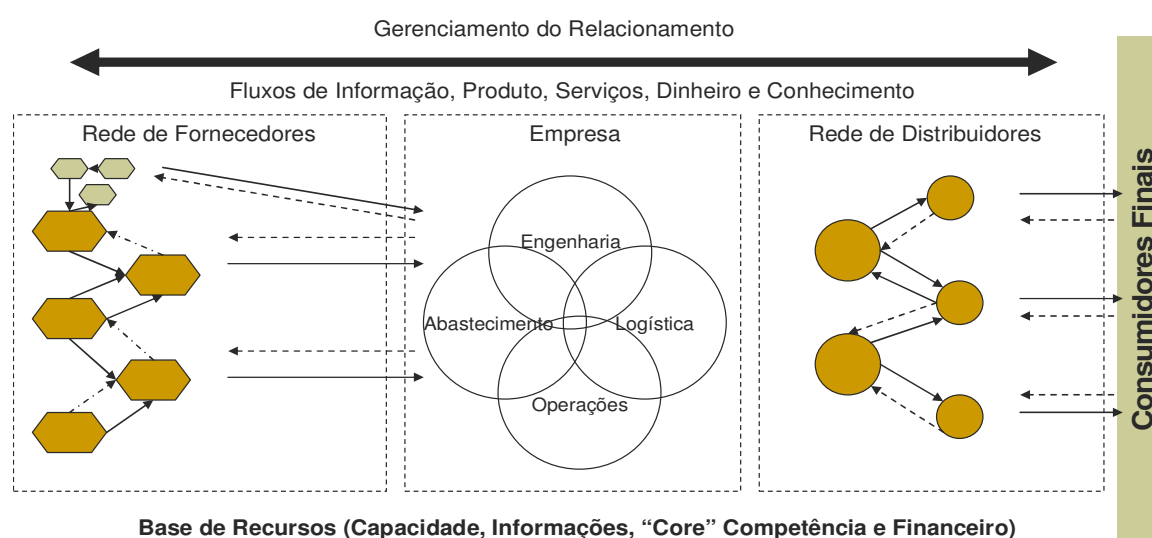 Gerenciamento do Relacionamento
Fluxos de Informação, Produto, Serviços, Dinheiro e Conhecimento
Rede de Fornecedores
Empresa
Rede de Distribuidores
Engenharia
Abastecimento
Logística
Operações
Consumidores Finais
Base de Recursos (Capacidade, Informações, “Core” Competência e Financeiro)